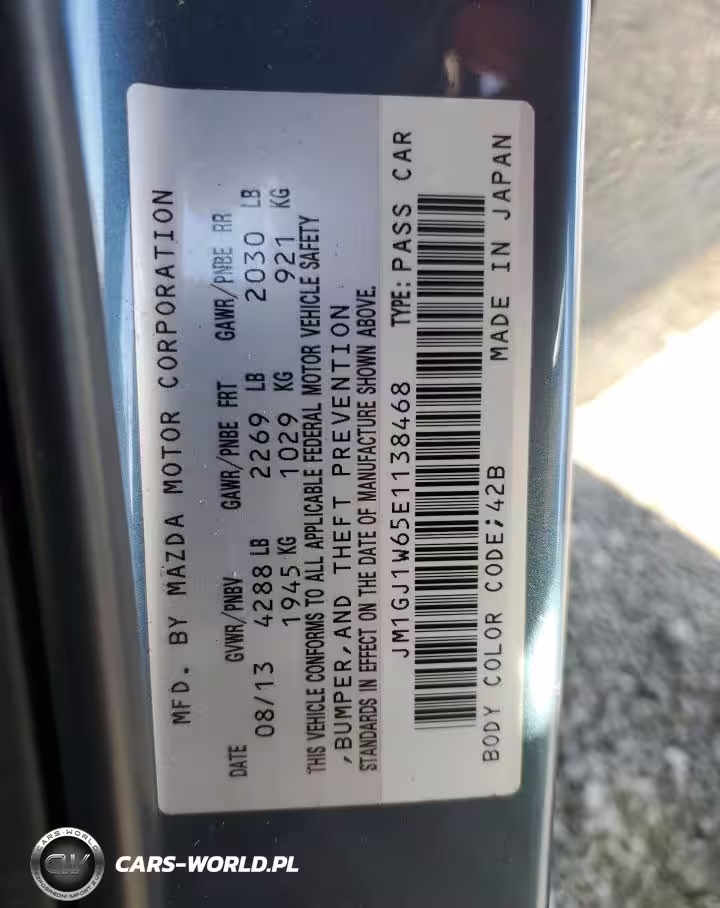 MFD. BY MAZDA MOTOR CORPORATION
DATE GVWR/PNBV GAWR/PNBE FRT GAWR/PNBE RR
08/13 4288 LB 2269 LB 2030 LB
1945 KG 1029 KG 921 KG
THIS VEHICLE CONFORMS TO ALL APPLICABLE FEDERAL MOTOR VEHICLE SAFETY
,BUMPER, AND THEFT PREVENTION
STANDARDS IN EFFECT ON THE DATE OF MANUFACTURE SHOWN ABOVE.
JM1GJ1W65E1138468 TYPE: PASS CAR
BODY COLOR CODE;42B MADE IN JAPAN
CARS-WORLD
CW
CARS-WORLD.PL